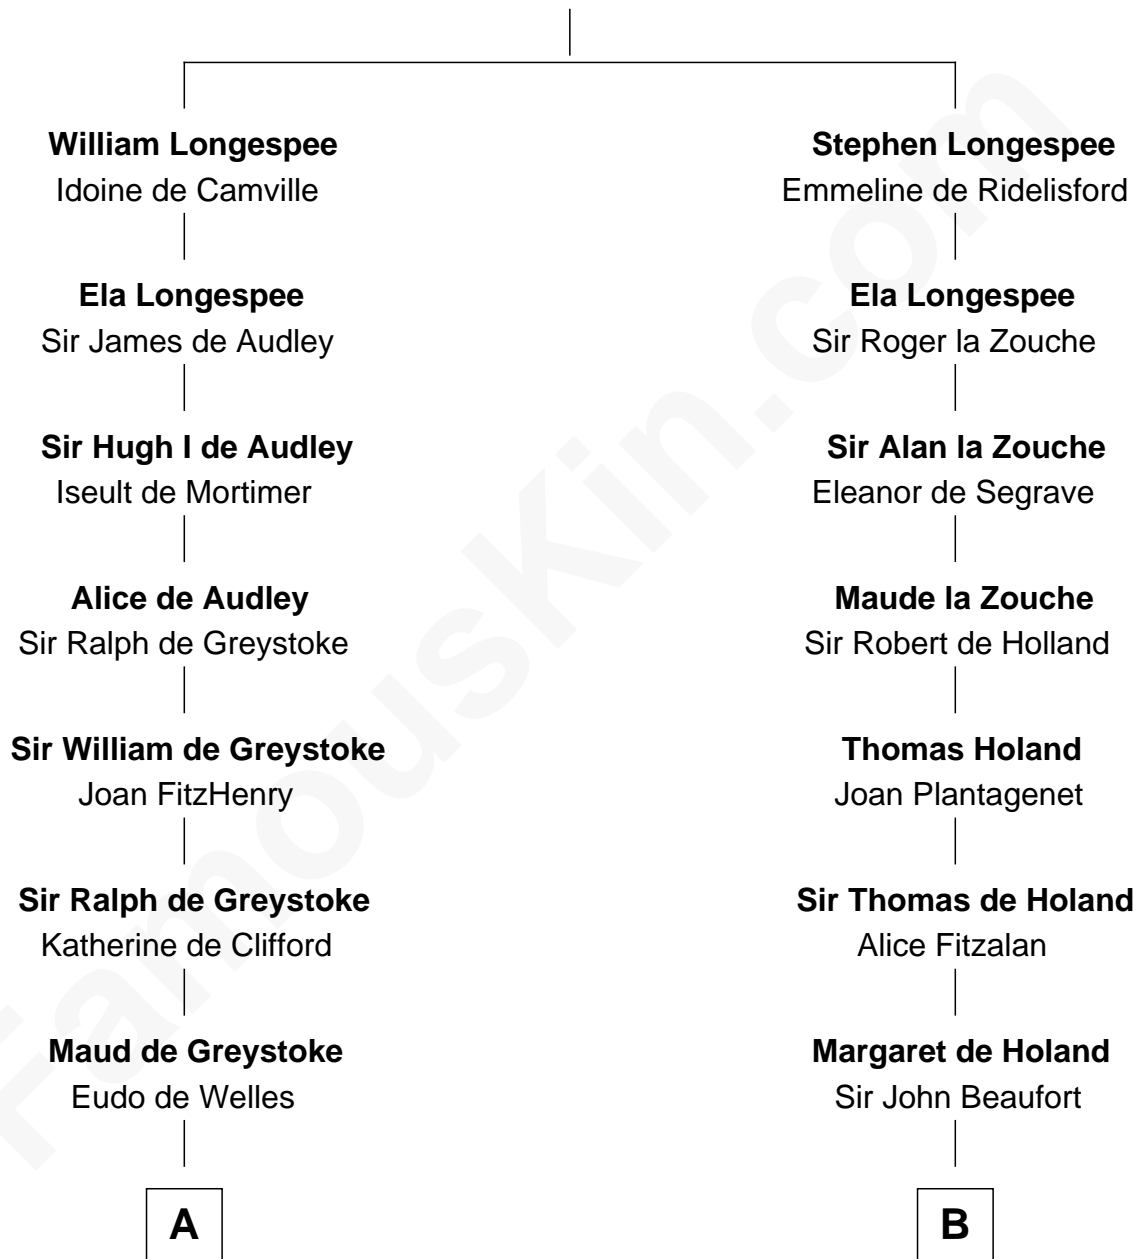 William Longespee
Idoine de Camville
Ela Longespee
Sir James de Audley
Sir Hugh I de Audley
Iseult de Mortimer
Alice de Audley
Sir Ralph de Greystoke
Sir William de Greystoke
Joan FitzHenry
Sir Ralph de Greystoke
Katherine de Clifford
Maud de Greystoke
Eudo de Welles
A
Stephen Longespee
Emmeline de Ridelisford
Ela Longespee
Sir Roger la Zouche
Sir Alan la Zouche
Eleanor de Segrave
Maude la Zouche
Sir Robert de Holland
Thomas Holand
Joan Plantagenet
Sir Thomas de Holand
Alice Fitzalan
Margaret de Holand
Sir John Beaufort
B
FamousKin.com